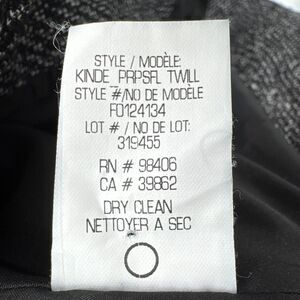 STYLE / MODÈLE:
KINDE PRPSFL TWILL
STYLE #/NO DE MODÈLE
F0124134
LOT # / NO DE LOT:
319455
RN # 98406
CA # 39862
DRY CLEAN
NETTOYER A SEC